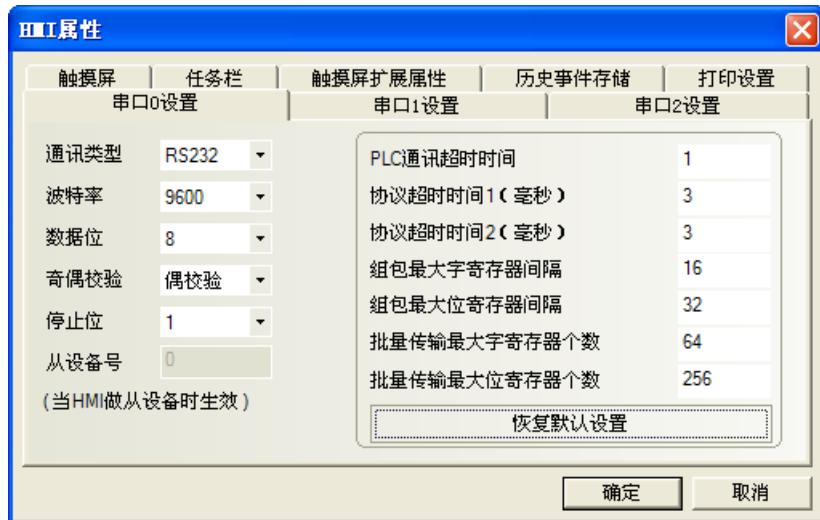 HMI属性
触摸屏 任务栏 触摸屏扩展属性 历史事件存储 打印设置
串口0设置 串口1设置 串口2设置
通讯类型 RS232
波特率 9600
数据位 8
奇偶校验 偶校验
停止位 1
从设备号 0
(当HMI做从设备时生效)
PLC通讯超时时间 1
协议超时时间1(毫秒) 3
协议超时时间2(毫秒) 3
组包最大字寄存器间隔 16
组包最大位寄存器间隔 32
批量传输最大字寄存器个数 64
批量传输最大位寄存器个数 256
恢复默认设置
确定 取消